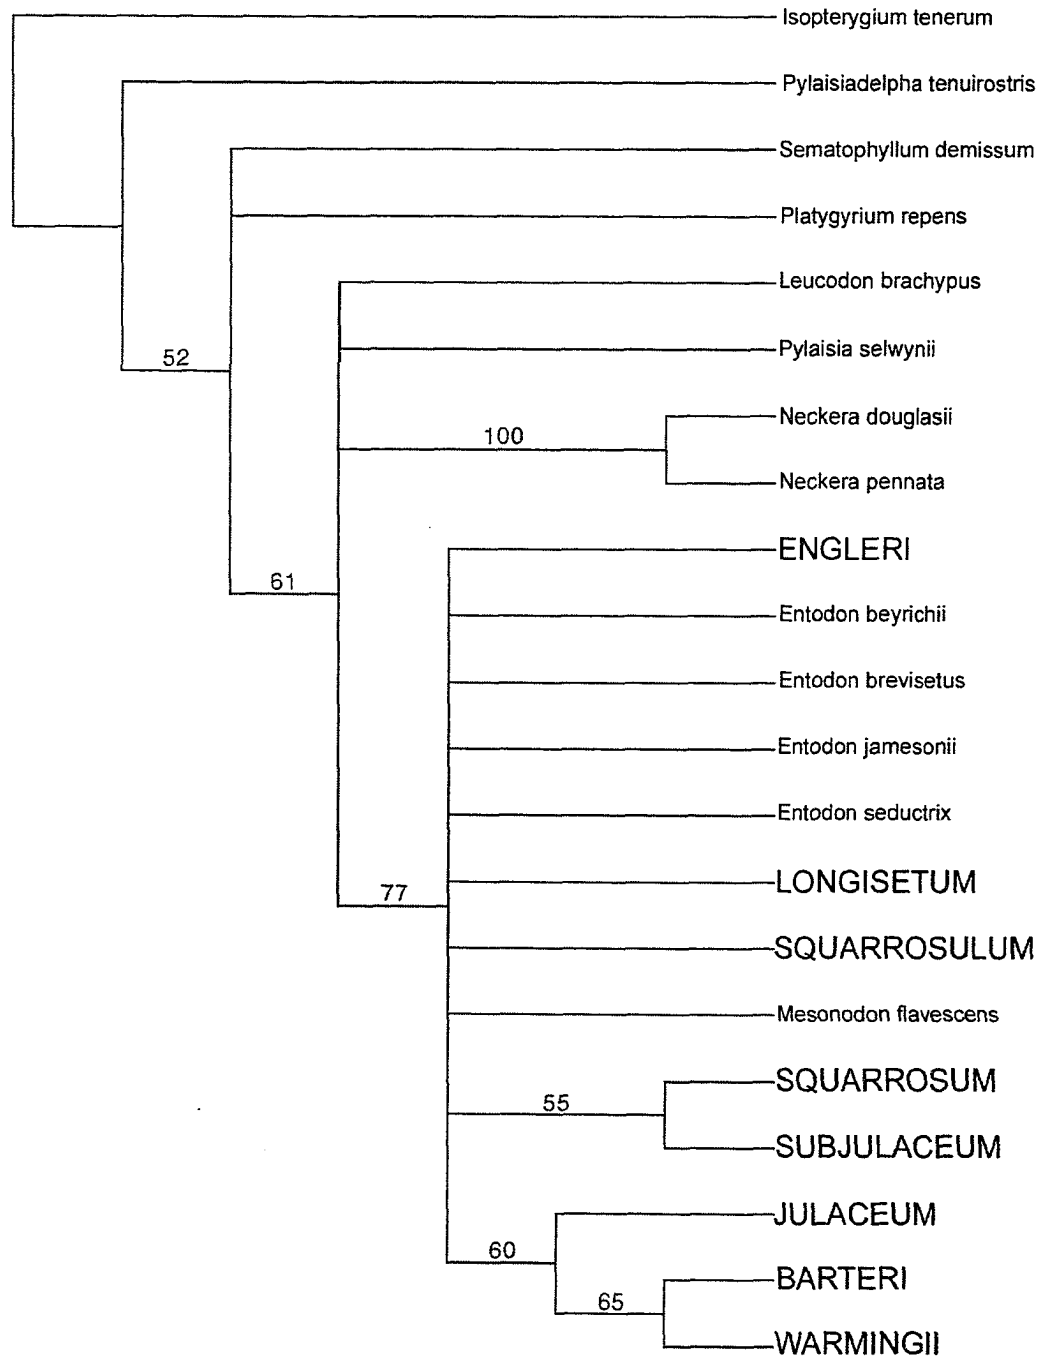 Isopterygium tenerum
Pylaisiadelpha tenuirostris
Sematophyllum demissum
Platygyrium repens
Leucodon brachypus
Pylaisia selwynii
52
Neckera douglasii
100
Neckera pennata
ENGLERI
61
Entodon beyrichii
Entodon brevisetus
Entodon jamesonii
Entodon seductrix
LONGISETUM
77
SQUARROSULUM
Mesonodon flavescens
SQUARROSUM
55
SUBJULACEUM
JULACEUM
60
BARTERI
65
WARMINGII